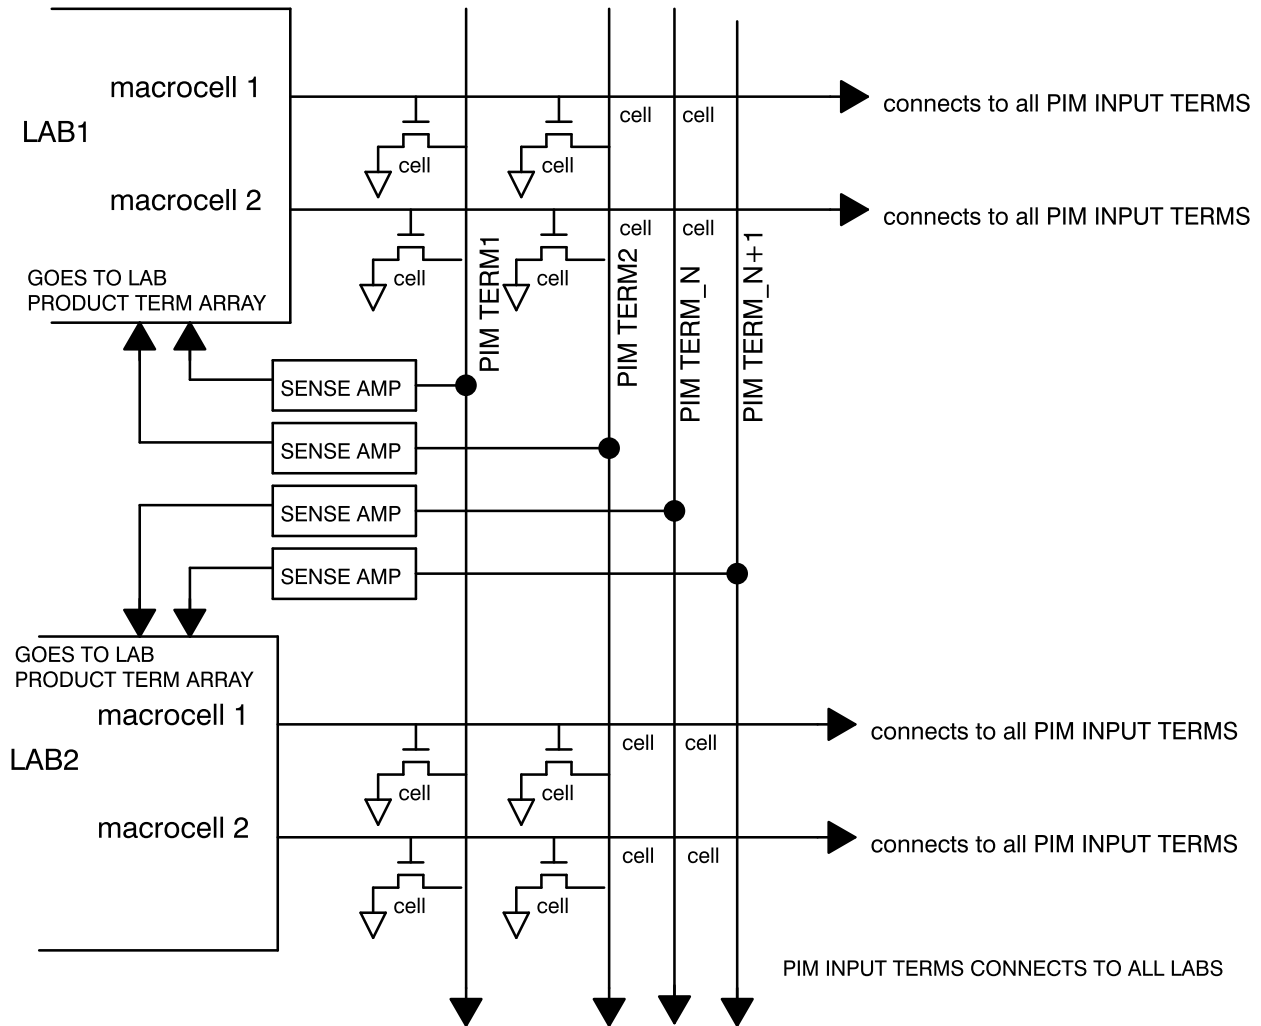 macrocell 1
connects to all PIM INPUT TERMS
cell
cell
LAB1
cell
cell
macrocell 2
connects to all PIM INPUT TERMS
cell
cell
GOES TO LAB
PRODUCT TERM ARRAY
cell
cell
PIM TERM1
PIM TERM2
PIM TERM_N
PIM TERM_N+1
SENSE AMP
SENSE AMP
SENSE AMP
SENSE AMP
GOES TO LAB
PRODUCT TERM ARRAY
macrocell 1
connects to all PIM INPUT TERMS
cell
cell
LAB2
cell
cell
macrocell 2
connects to all PIM INPUT TERMS
cell
cell
cell
cell
PIM INPUT TERMS CONNECTS TO ALL LABS